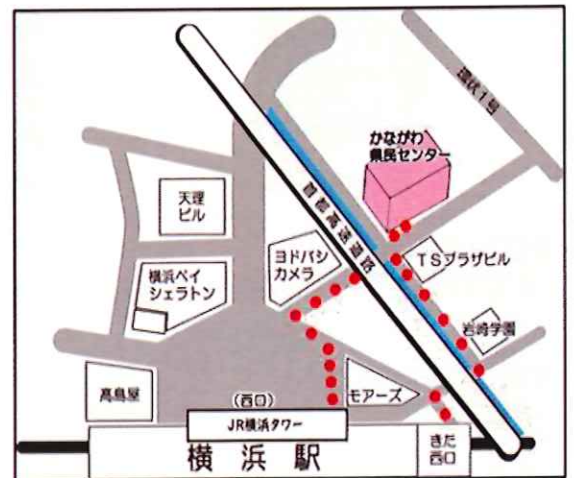 環状1号
かながわ
県民センター
首都高速道路
天理
ビル
ヨドバシ
カメラ
TSプラザビル
横浜ベイ
シェラトン
岩崎学園
高島屋
モアーズ
(西口)
JR横浜タワー
横浜駅
きた
西口